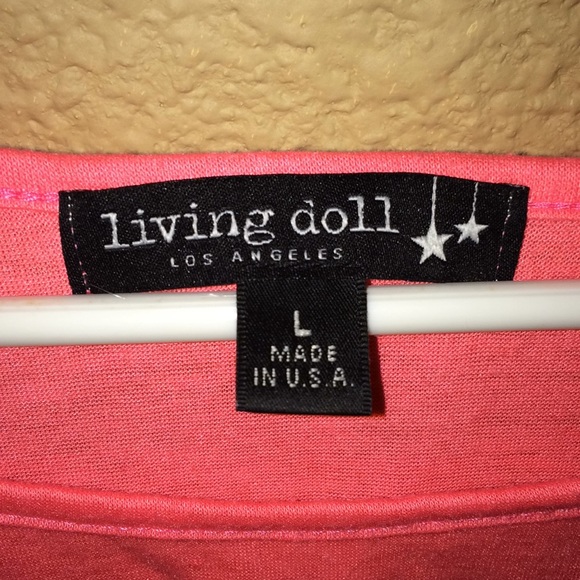 living doll
LOS ANGELES
L
MADE
IN U.S.A.